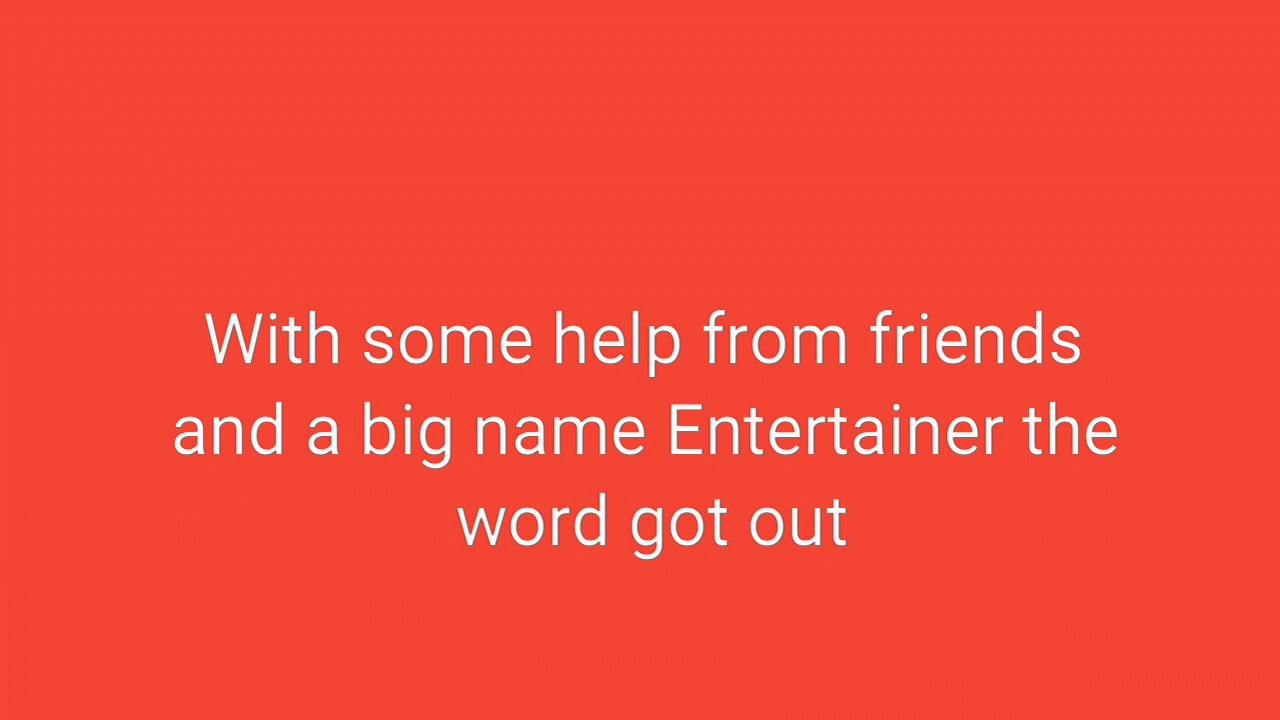 With some help from friends
and a big name Entertainer the
word got out